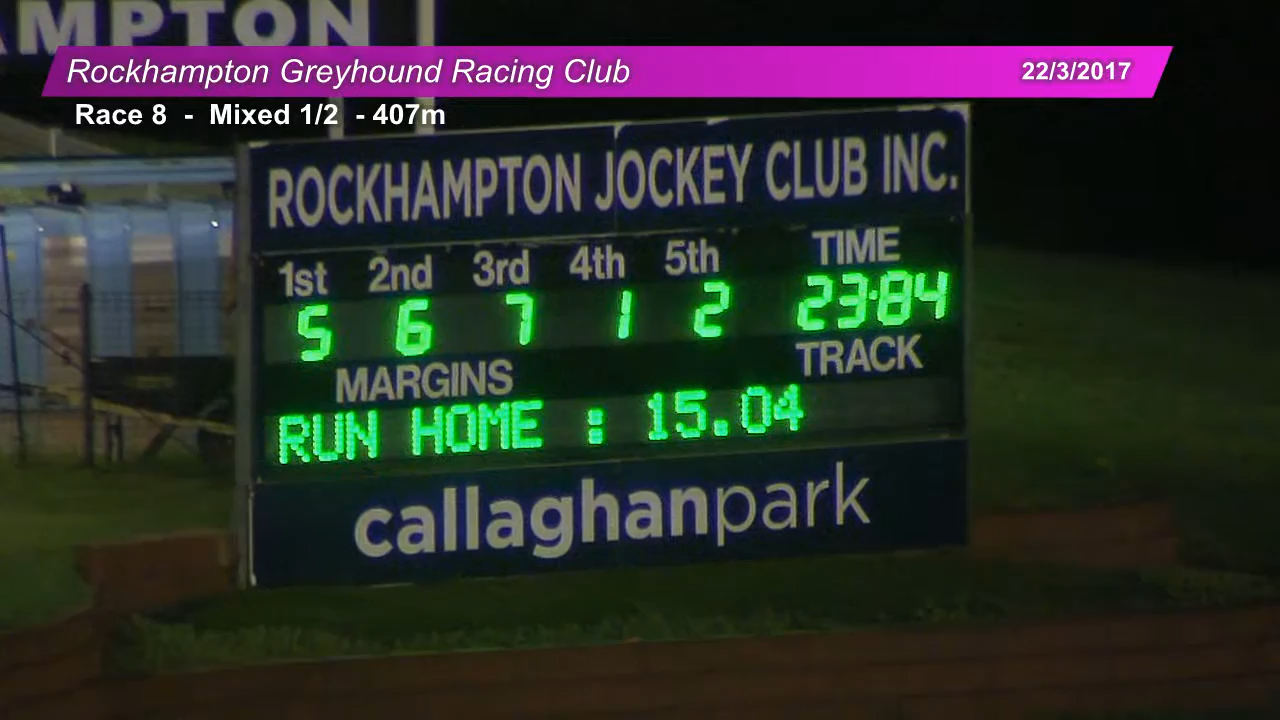 AMPTON
Rockhampton Greyhound Racing Club 22/3/2017
Race 8 - Mixed 1/2 - 407m
ROCKHAMPTON JOCKEY CLUB INC.
1st 2nd 3rd 4th 5th TIME
5 6 7 1 2 23.84
MARGINS TRACK
RUN HOME : 15.04
callaghanpark